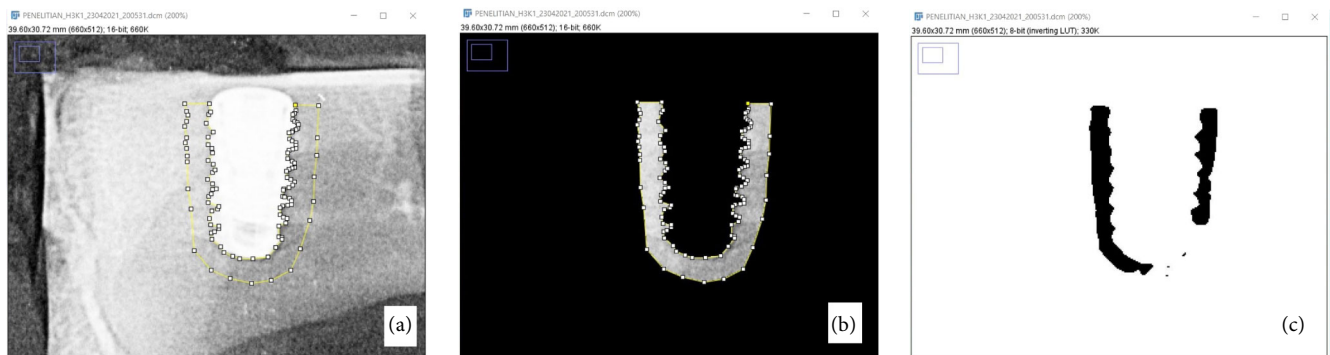 PENELITIAN_H3K1_23042021_200531.dcm (200%)
39.60x30.72 mm (660x512); 16-bit; 660K
(a)
PENELITIAN_H3K1_23042021_200531.dcm (200%)
39.60x30.72 mm (660x512); 16-bit; 660K
(b)
PENELITIAN_H3K1_23042021_200531.dcm (200%)
39.60x30.72 mm (660x512); 8-bit (inverting LUT); 330K
(c)